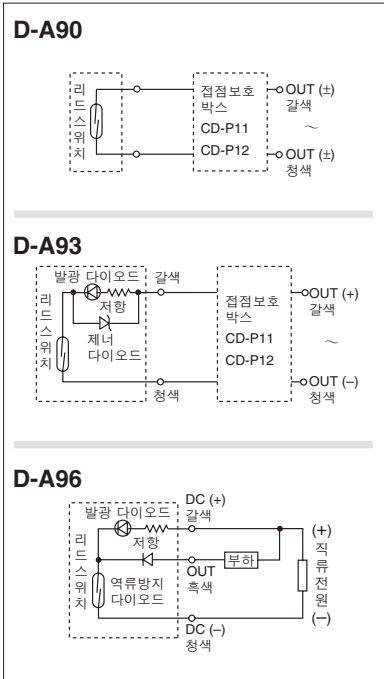 D-A90
리드스위치
접점보호
박스
CD-P11
CD-P12
OUT (±)
갈색
~
OUT (±)
청색
D-A93
발광 다이오드
갈색
리드스위치
저항
제너
다이오드
청색
접점보호
박스
CD-P11
CD-P12
OUT (+)
갈색
~
OUT (–)
청색
D-A96
발광 다이오드
DC (+)
갈색
리드스위치
저항
역류방지
다이오드
OUT
흑색
부하
(+)
직류전원
(–)
DC (–)
청색